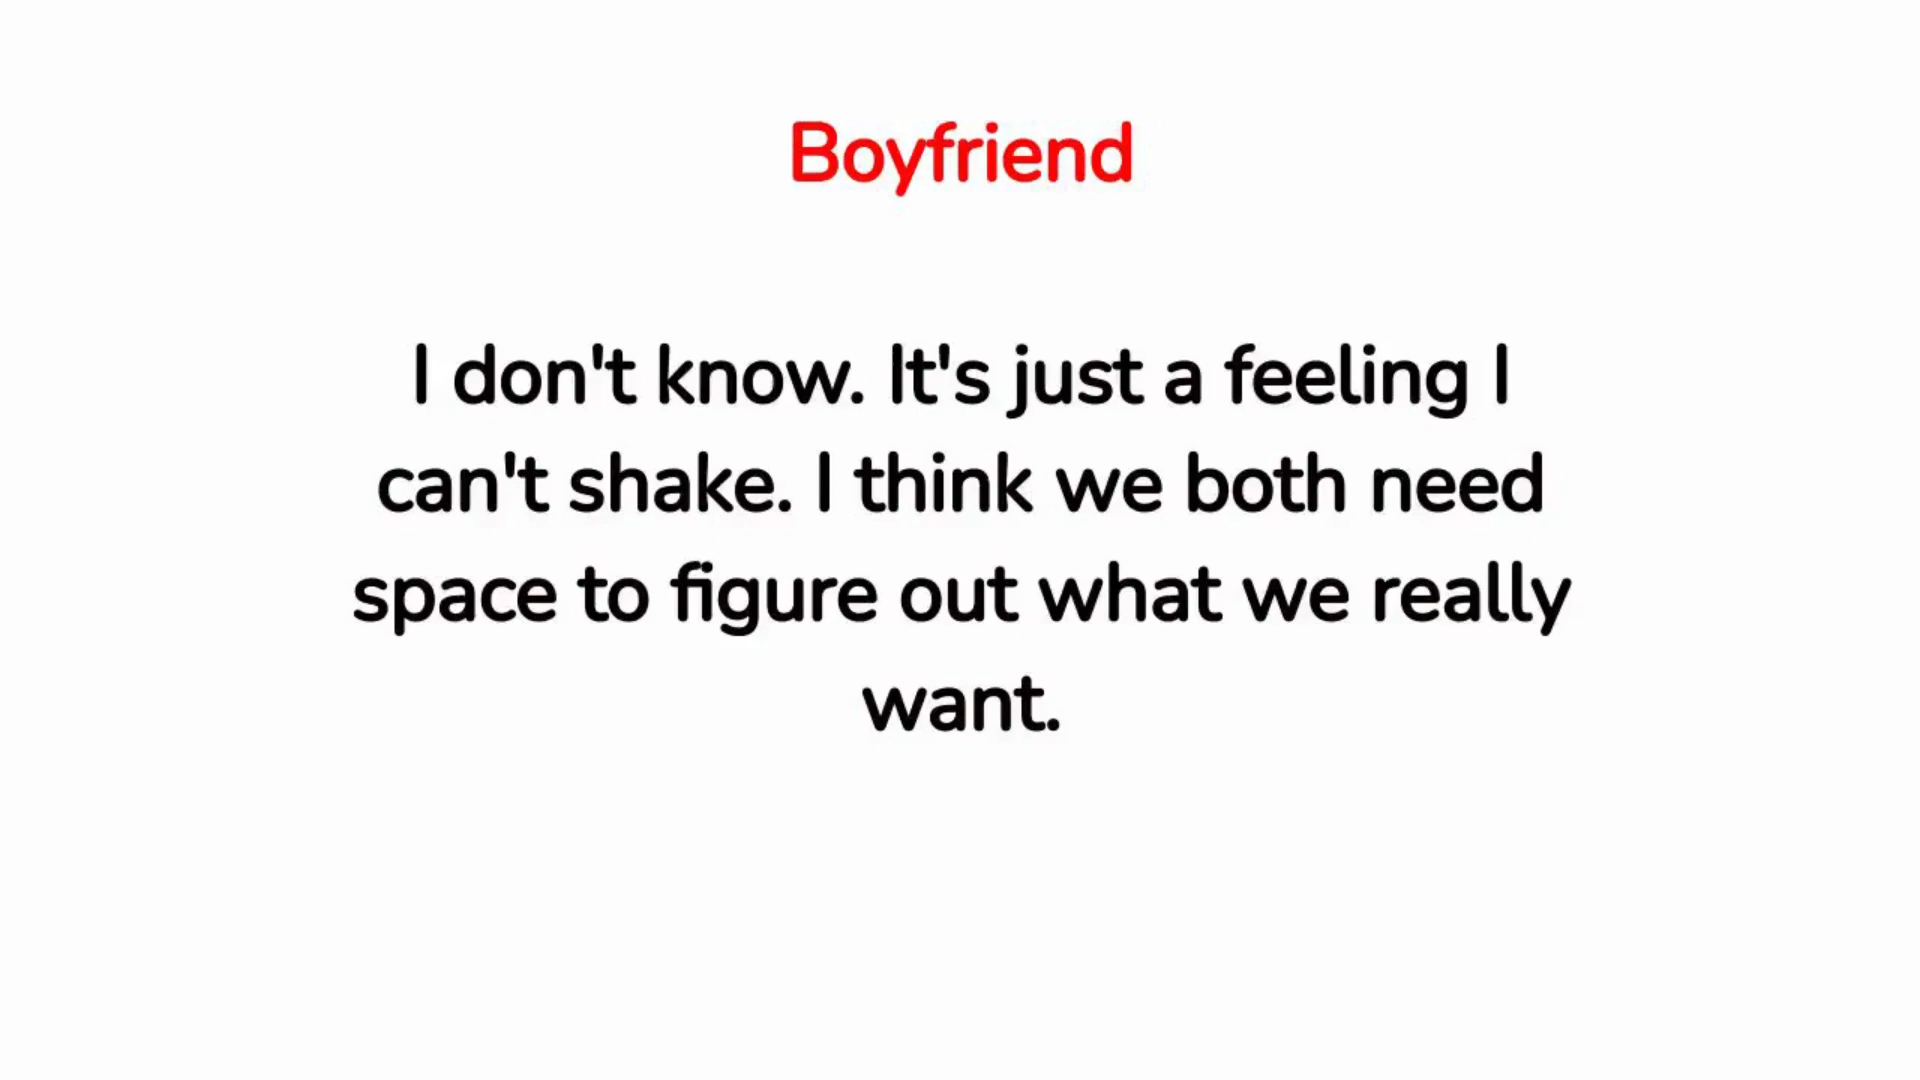 Boyfriend
I don't know. It's just a feeling I
can't shake. I think we both need
space to figure out what we really
want.